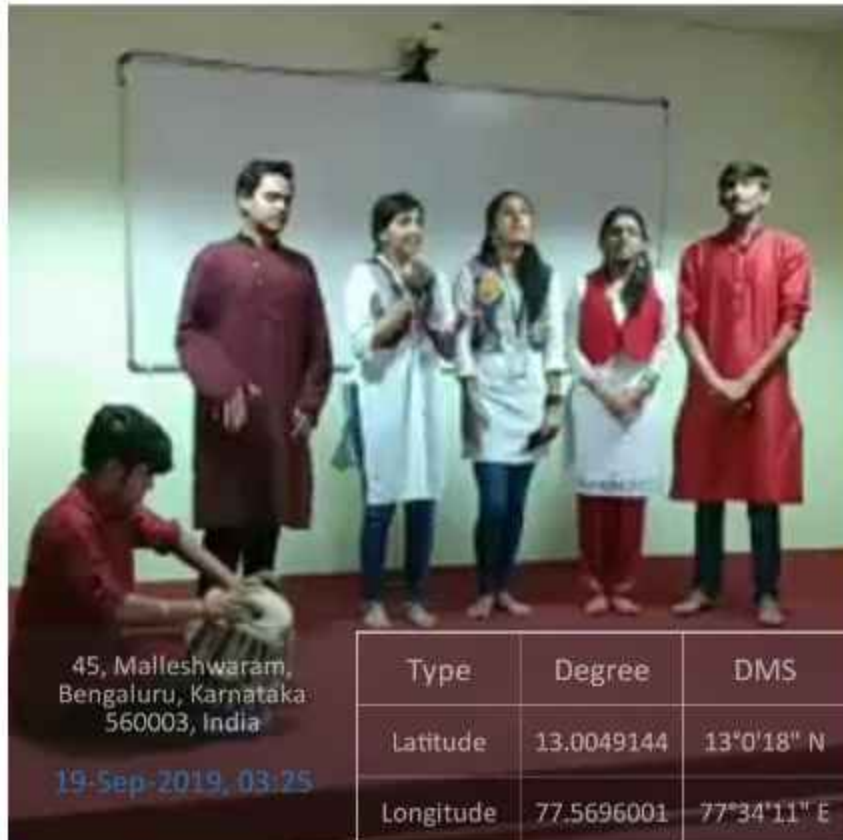 45, Malleshwaram,
Bengaluru, Karnataka
560003, India
19-Sep-2019, 03:25
Type Degree DMS
Latitude 13.0049144 13°0'18" N
Longitude 77.5696001 77°34'11" E